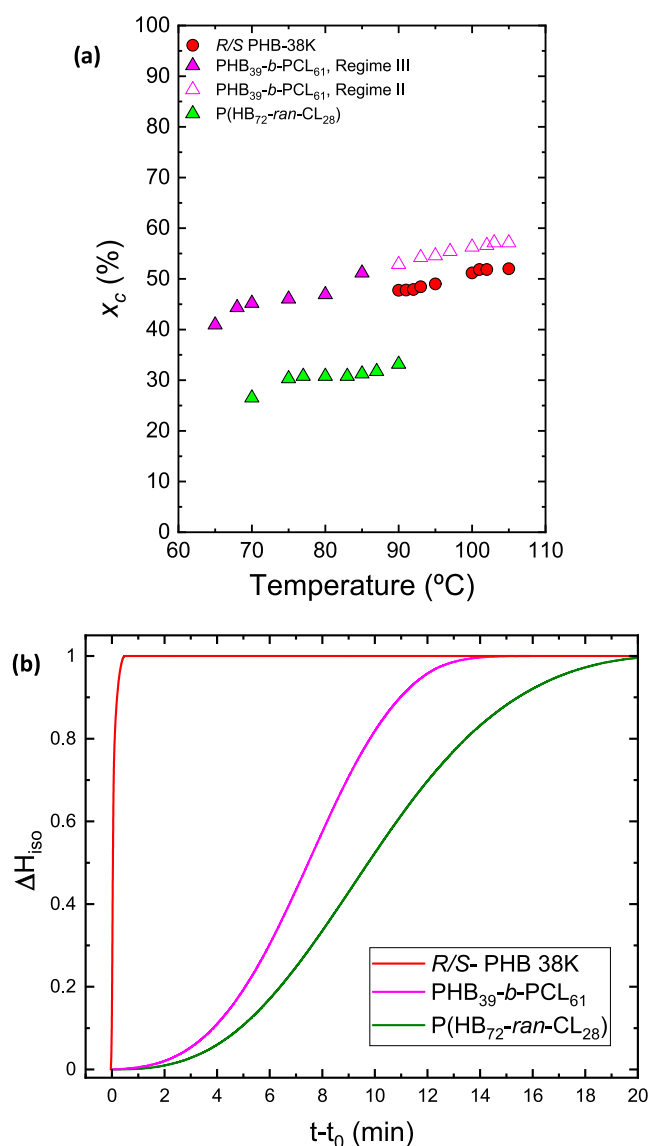 (a)
R/S PHB-38K
PHB39-b-PCL61, Regime III
PHB39-b-PCL61, Regime II
P(HB72-ran-CL28)
100
90
80
70
60
50
40
30
20
10
0
Xc (%)
60 70 80 90 100 110
Temperature (ºC)
(b)
1
0.8
0.6
0.4
0.2
0
ΔHiso
R/S- PHB 38K
PHB39-b-PCL61
P(HB72-ran-CL28)
0 2 4 6 8 10 12 14 16 18 20
t-t0 (min)